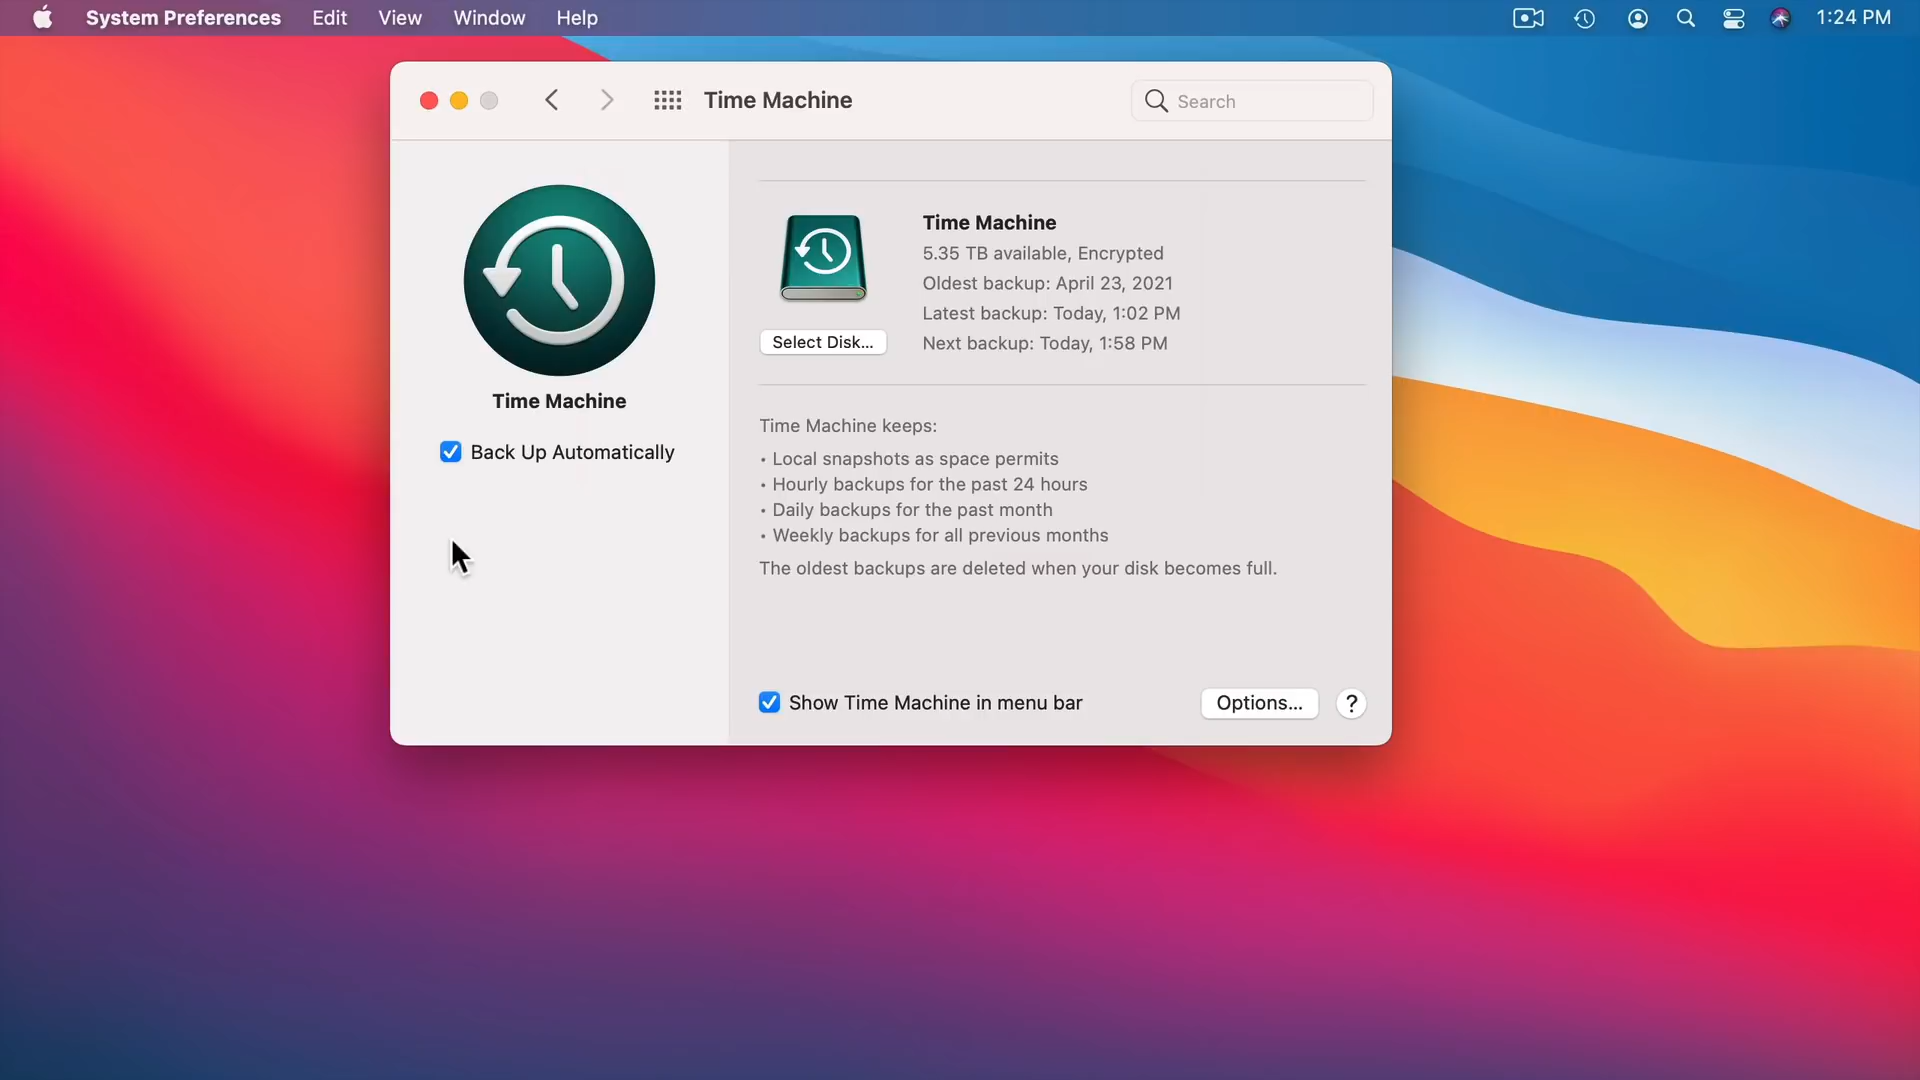 System Preferences Edit View Window Help 1:24 PM
Time Machine Search
Time Machine
Back Up Automatically
Time Machine
5.35 TB available, Encrypted
Oldest backup: April 23, 2021
Latest backup: Today, 1:02 PM
Next backup: Today, 1:58 PM
Select Disk...
Time Machine keeps:
• Local snapshots as space permits
• Hourly backups for the past 24 hours
• Daily backups for the past month
• Weekly backups for all previous months
The oldest backups are deleted when your disk becomes full.
Show Time Machine in menu bar Options... ?